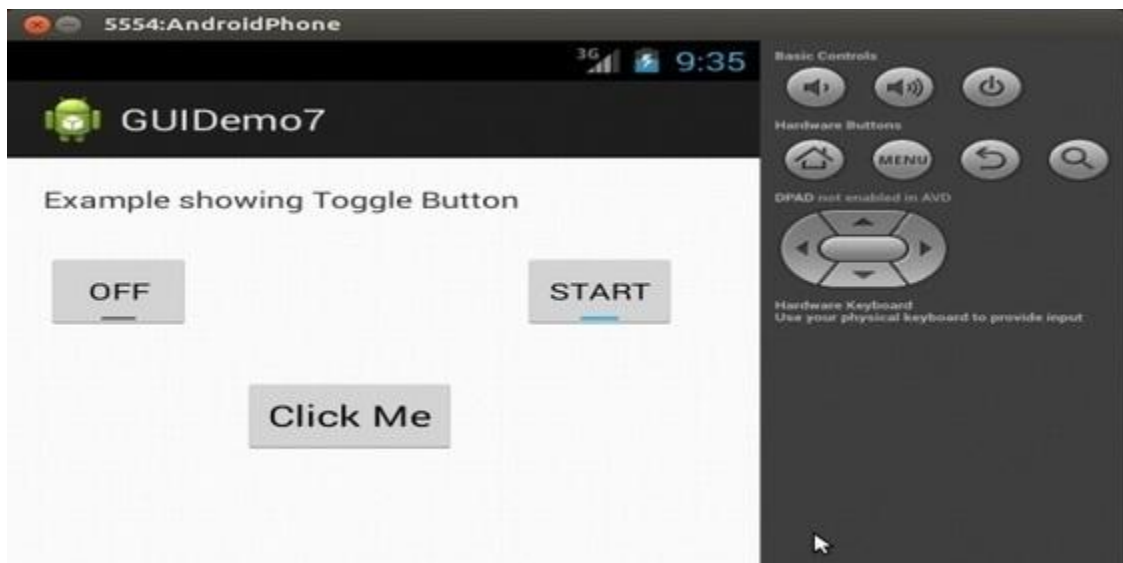 5554:AndroidPhone
3G 9:35
GUIDemo7
Example showing Toggle Button
OFF START
Click Me
Basic Controls
Hardware Buttons
MENU
DPAD not enabled in AVD
Hardware Keyboard
Use your physical keyboard to provide input